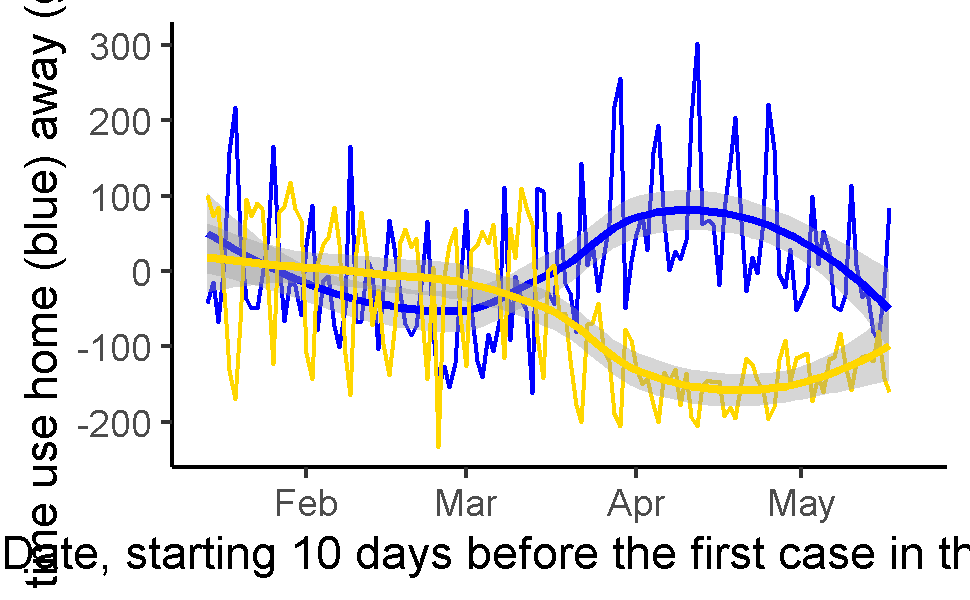 time use home (blue) away (
300
200
100
0
-100
-200
Feb Mar Apr May
Date, starting 10 days before the first case in th